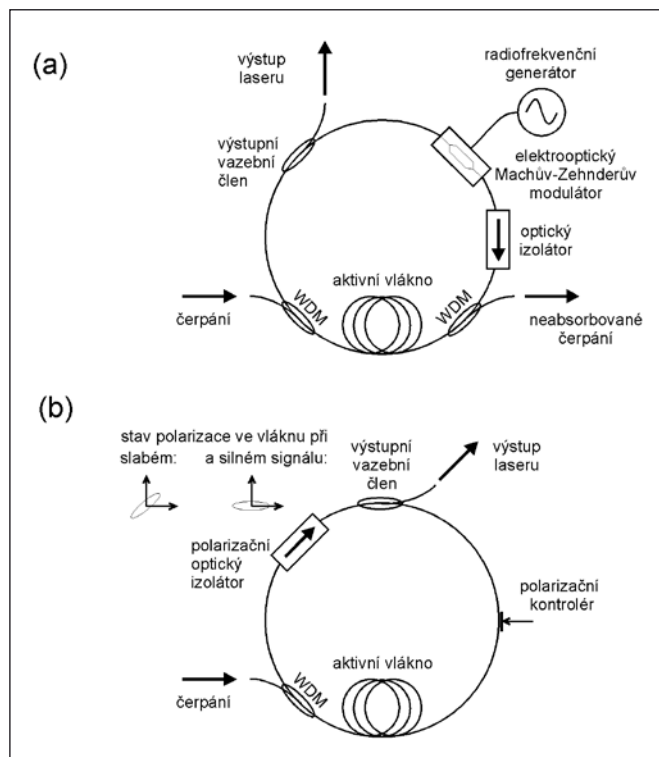 (a)
výstup
laseru
radiofrekvenční
generátor
výstupní
vazební
člen
elektrooptický
Machův-Zehnderův
modulátor
optický
izolátor
aktivní vlákno
čerpání
WDM
WDM
neabsorbované
čerpání
(b)
stav polarizace ve vláknu při
slabém: a silném signálu:
výstupní
vazební
člen
výstup
laseru
polarizační
optický
izolátor
polarizační
kontrolér
aktivní vlákno
čerpání
WDM